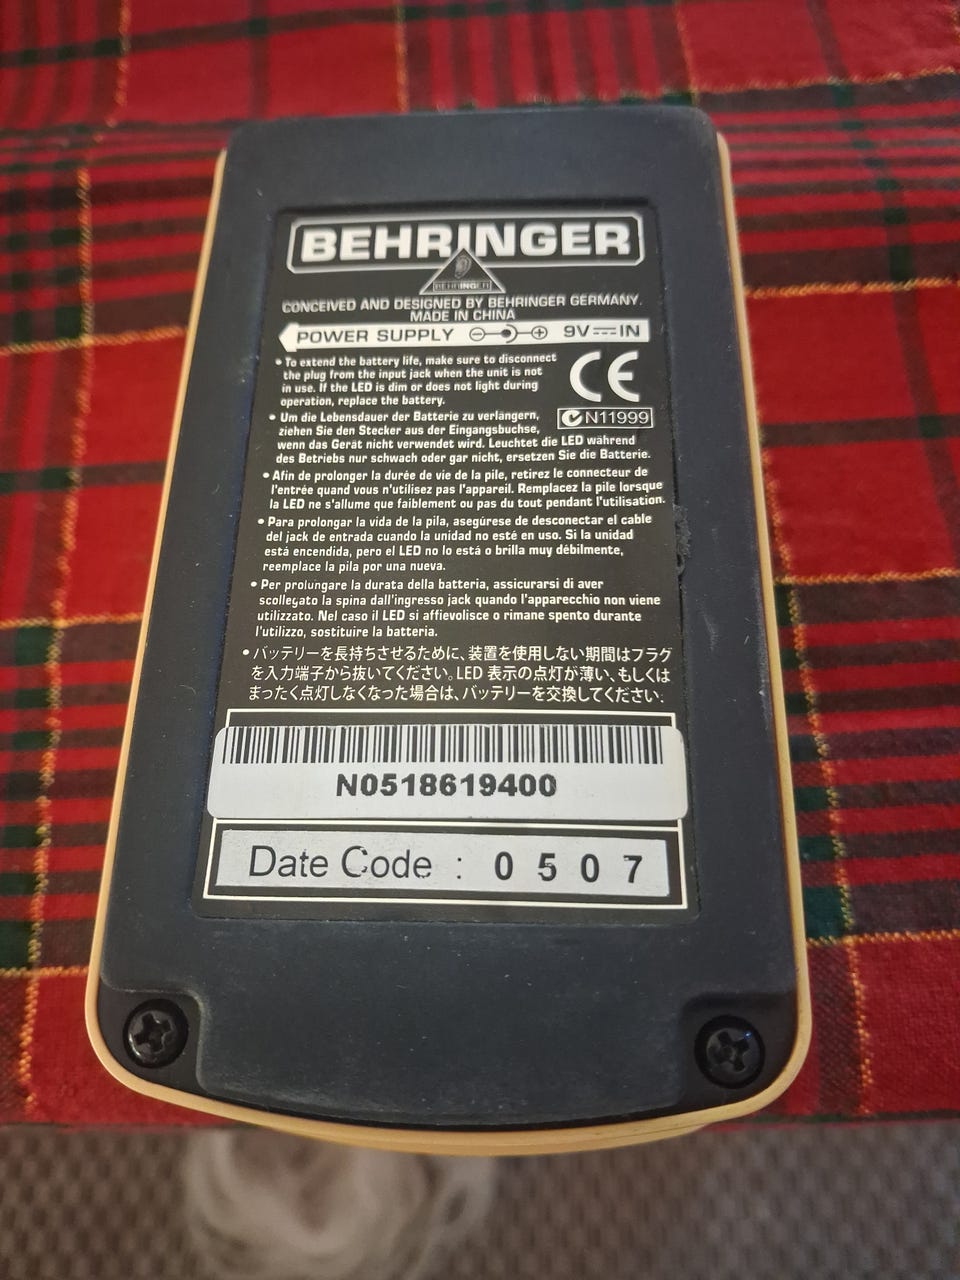 BEHRINGER
BEHRINGER
CONCEIVED AND DESIGNED BY BEHRINGER GERMANY.
MADE IN CHINA
POWER SUPPLY 9V IN
• To extend the battery life, make sure to disconnect
the plug from the input jack when the unit is not
in use. If the LED is dim or does not light during
operation, replace the battery.
CE
N11999
• Um die Lebensdauer der Batterie zu verlängern,
ziehen Sie den Stecker aus der Eingangsbuchse,
wenn das Gerät nicht verwendet wird. Leuchtet die LED während
des Betriebs nur schwach oder gar nicht, ersetzen Sie die Batterie.
• Afin de prolonger la durée de vie de la pile, retirez le connecteur de
l'entrée quand vous n'utilisez pas l'appareil. Remplacez la pile lorsque
la LED ne s'allume que faiblement ou pas du tout pendant l'utilisation.
• Para prolongar la vida de la pila, asegúrese de desconectar el cable
del jack de entrada cuando la unidad no esté en uso. Si la unidad
está encendida, pero el LED no lo está o brilla muy débilmente,
reemplace la pila por una nueva.
• Per prolungare la durata della batteria, assicurarsi di aver
scollegato la spina dall'ingresso jack quando l'apparecchio non viene
utilizzato. Nel caso il LED si affievolisce o rimane spento durante
l'utilizzo, sostituire la batteria.
• バッテリーを長持ちさせるために、装置を使用しない期間はプラグ
を入力端子から抜いてください。LED 表示の点灯が薄い、もしくは
まったく点灯しなくなった場合は、バッテリーを交換してください.
N0518619400
Date Code : 0507